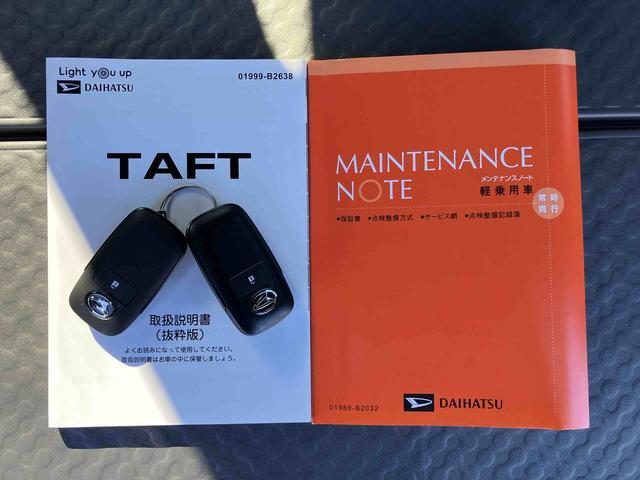 Light you up
DAIHATSU
01999-B2638
TAFT
取扱説明書
(抜粋版)
よくお読みになって使用してください。
取扱説明書はお車の中に保管しましょう。
MAINTENANCE
NOTE
メンテナンスノート
軽乗用車
常時
携行
●保証書 ●点検整備方式 ●サービス網 ●点検整備記録簿
01989-B2032
DAIHATSU